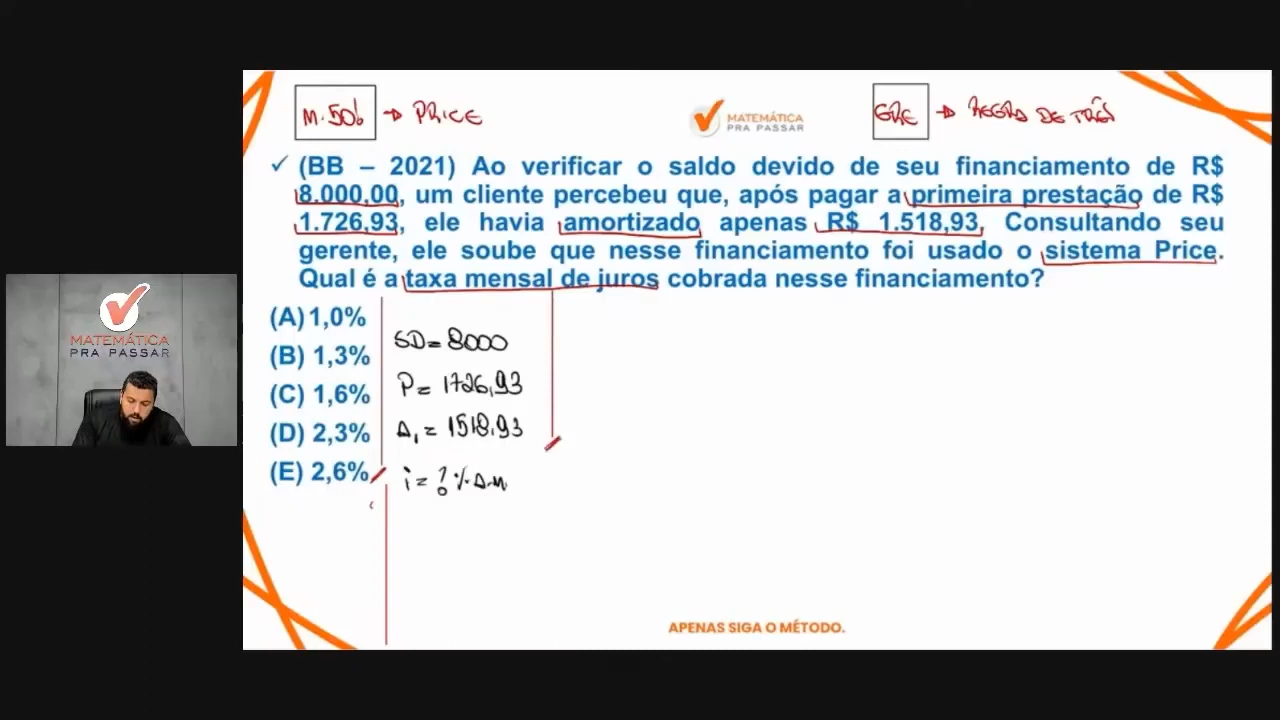 M.50% → PRICE
MATEMÁTICA
PRA PASSAR
→ REGRA DE TRÊS
✓ (BB – 2021) Ao verificar o saldo devido de seu financiamento de R$
8.000,00, um cliente percebeu que, após pagar a primeira prestação de R$
1.726,93, ele havia amortizado apenas R$ 1.518,93. Consultando seu
gerente, ele soube que nesse financiamento foi usado o sistema Price.
Qual é a taxa mensal de juros cobrada nesse financiamento?
(A) 1,0%
(B) 1,3%
(C) 1,6%
(D) 2,3%
(E) 2,6%
SD = 8000
P = 1726,93
A₁ = 1518,93
i = ? % A.M
MATEMÁTICA
PRA PASSAR
APENAS SIGA O MÉTODO.